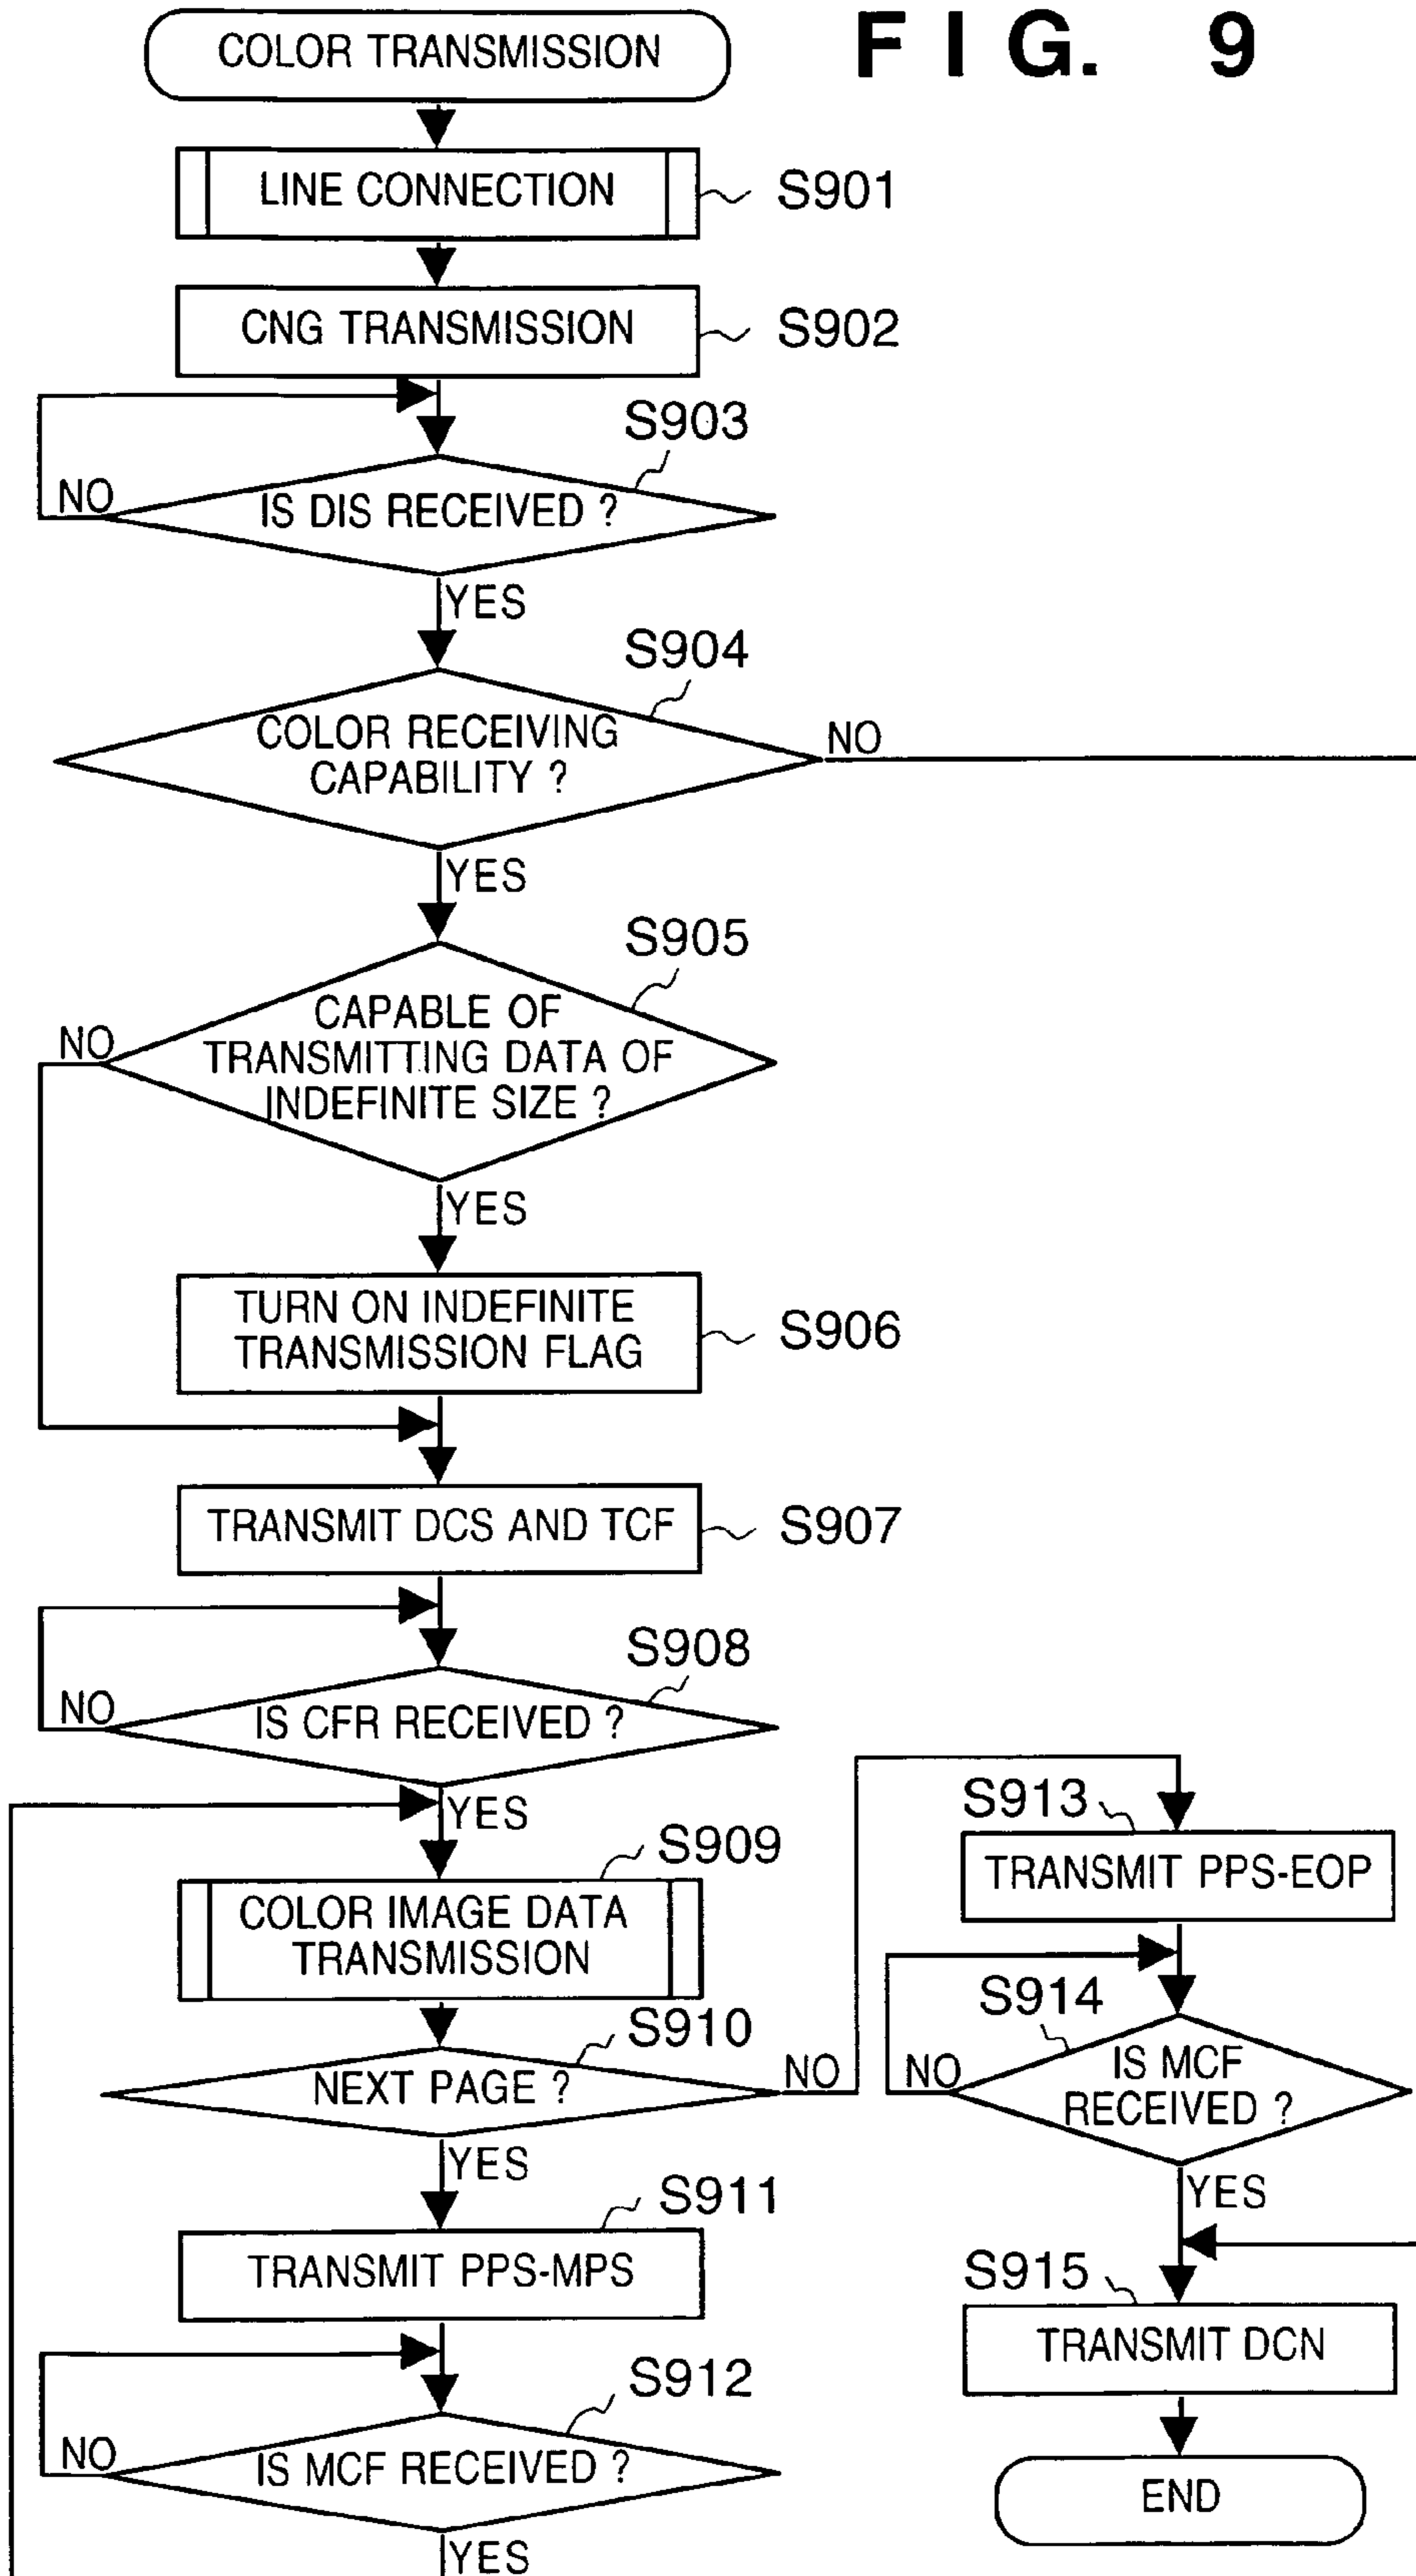 FIG. 9
COLOR TRANSMISSION
LINE CONNECTION
S901
CNG TRANSMISSION
S902
S903
NO
IS DIS RECEIVED ?
YES
S904
COLOR RECEIVING
CAPABILITY ?
NO
YES
S905
NO
CAPABLE OF
TRANSMITTING DATA OF
INDEFINITE SIZE ?
YES
TURN ON INDEFINITE
TRANSMISSION FLAG
S906
TRANSMIT DCS AND TCF
S907
S908
NO
IS CFR RECEIVED ?
YES
S909
COLOR IMAGE DATA
TRANSMISSION
S910
NEXT PAGE ?
NO
YES
S911
TRANSMIT PPS-MPS
S912
NO
IS MCF RECEIVED ?
YES
S913
TRANSMIT PPS-EOP
S914
NO
IS MCF
RECEIVED ?
YES
S915
TRANSMIT DCN
END